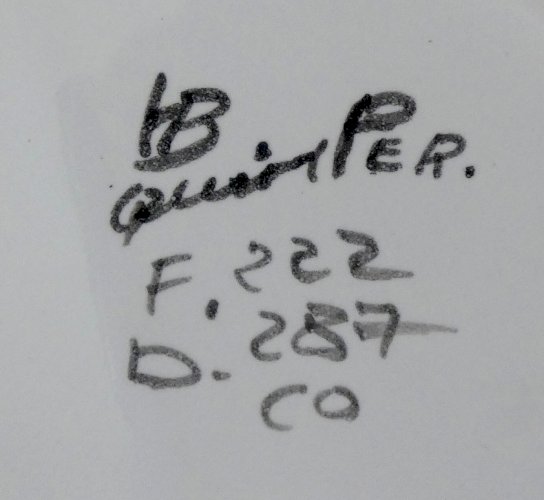 HB
Quimper.
F. 222
D. 287
CO